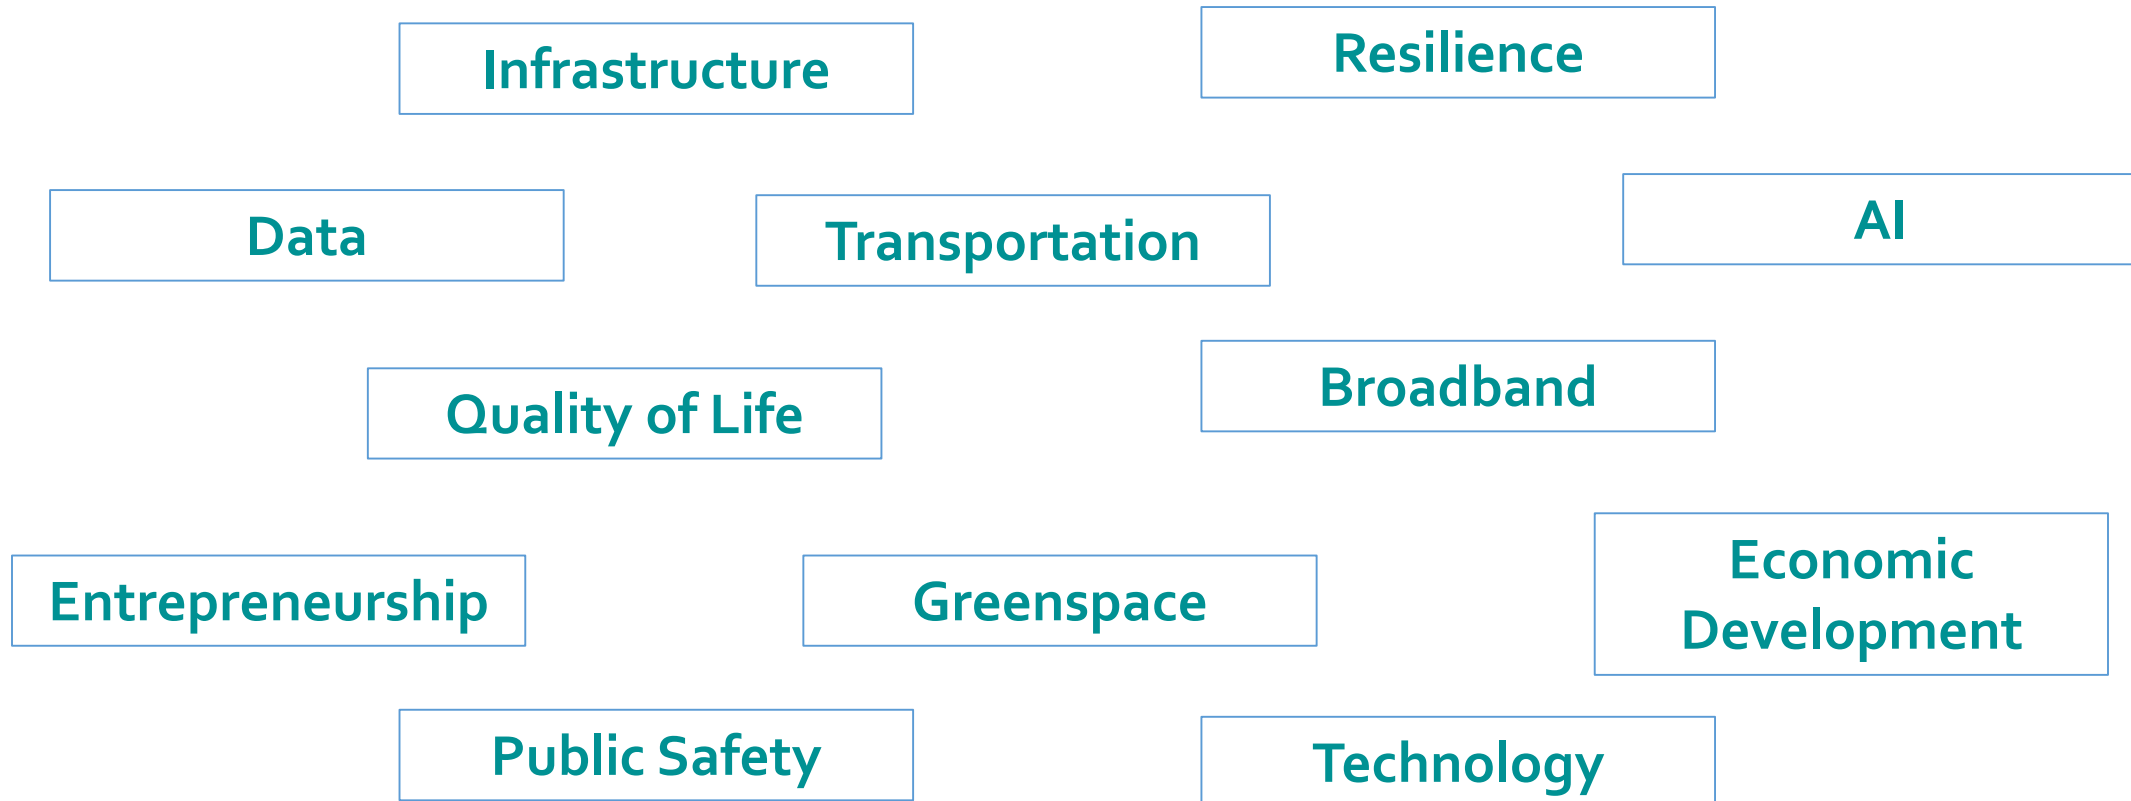 Infrastructure
Resilience
Data
Transportation
AI
Quality of Life
Broadband
Entrepreneurship
Greenspace
Economic
Development
Public Safety
Technology